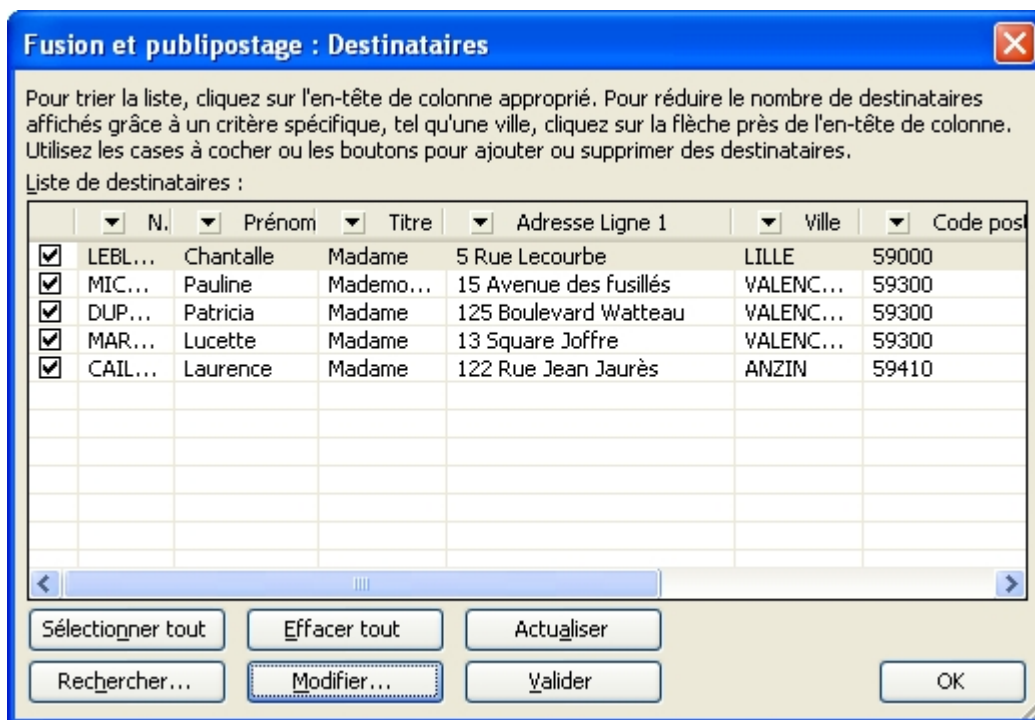 Fusion et publipostage : Destinataires
Pour trier la liste, cliquez sur l'en-tête de colonne approprié. Pour réduire le nombre de destinataires
affichés grâce à un critère spécifique, tel qu'une ville, cliquez sur la flèche près de l'en-tête de colonne.
Utilisez les cases à cocher ou les boutons pour ajouter ou supprimer des destinataires.
Liste de destinataires :
N. Prénom Titre Adresse Ligne 1 Ville Code post
LEBL... Chantalle Madame 5 Rue Lecourbe LILLE 59000
MIC... Pauline Mademo... 15 Avenue des fusillés VALENC... 59300
DUP... Patricia Madame 125 Boulevard Watteau VALENC... 59300
MAR... Lucette Madame 13 Square Joffre VALENC... 59300
CAIL... Laurence Madame 122 Rue Jean Jaurès ANZIN 59410
Sélectionner tout Effacer tout Actualiser
Rechercher... Modifier... Valider OK